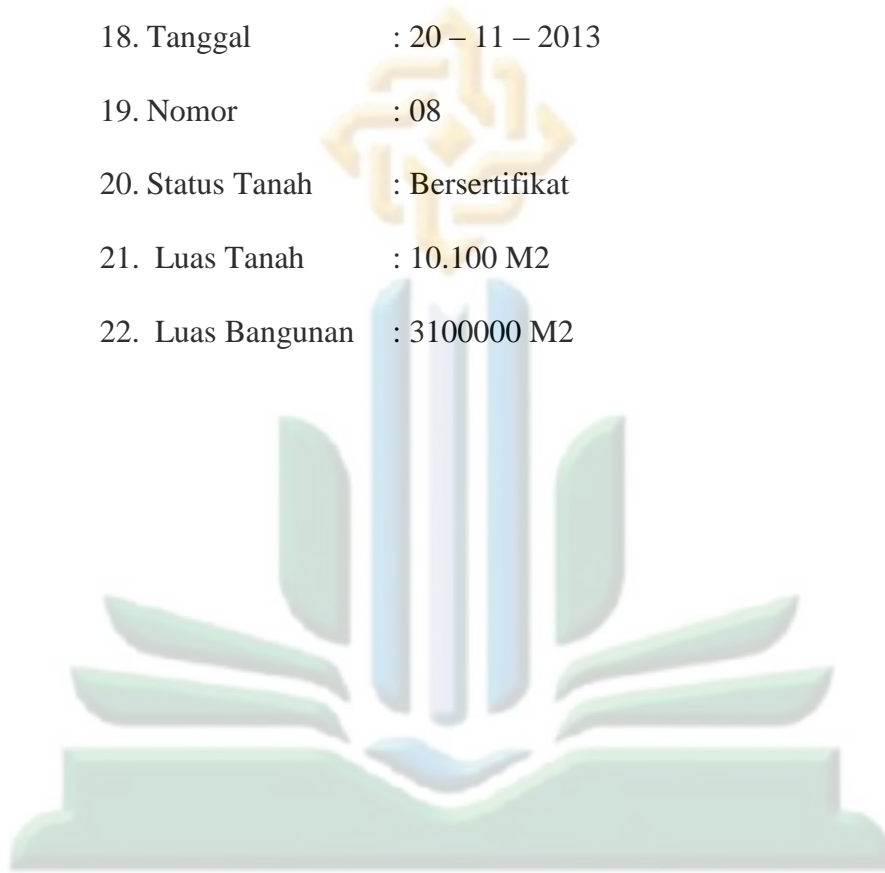 18. Tanggal : 20 – 11 – 2013
19. Nomor : 08
20. Status Tanah : Bersertifikat
21. Luas Tanah : 10.100 M2
22. Luas Bangunan : 3100000 M2